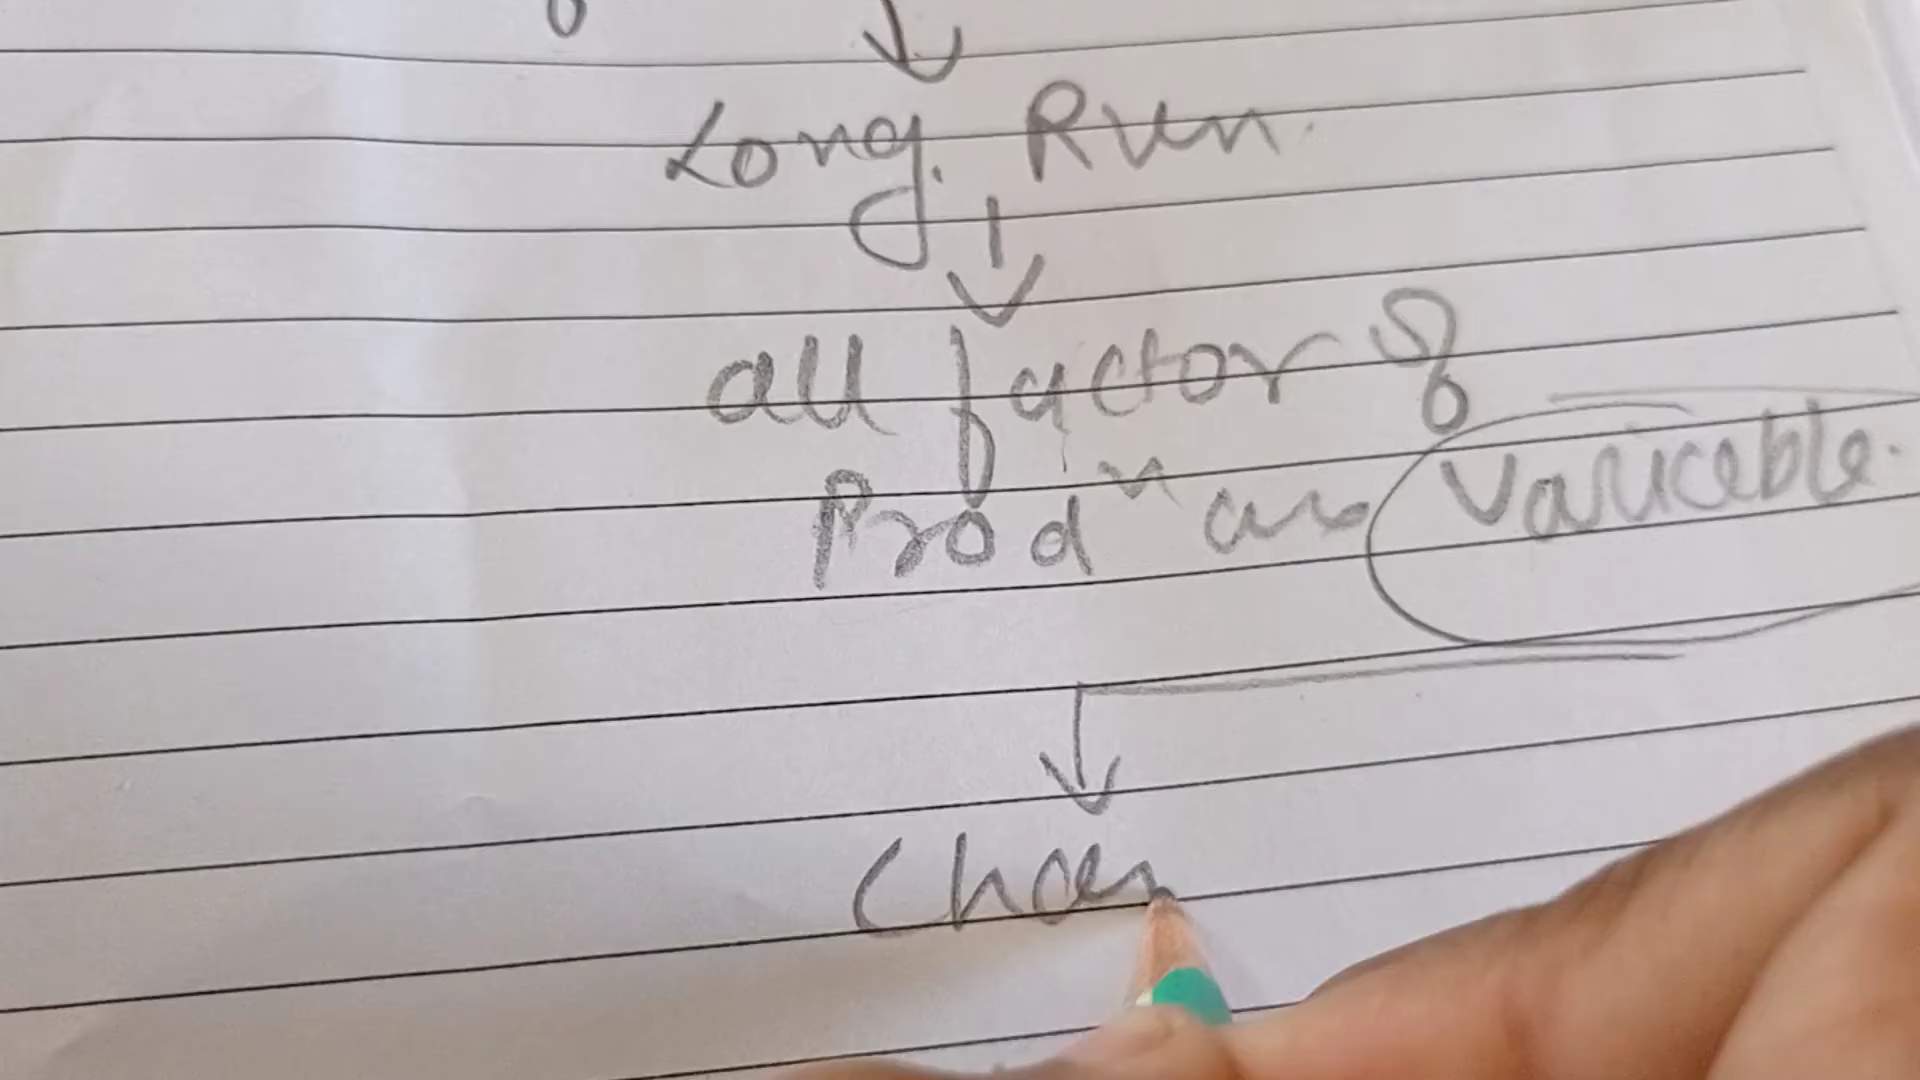 Long Run.
all factor of
Prodⁿ are Variable.
Chan